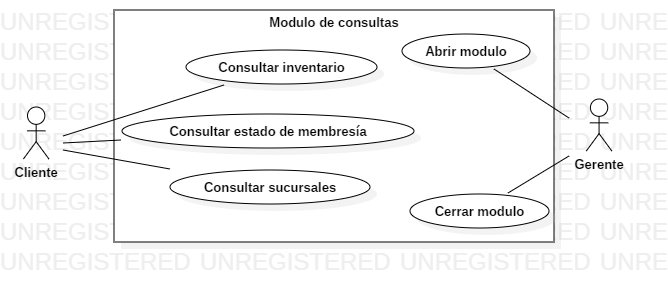 Modulo de consultas
Abrir modulo
Consultar inventario
Consultar estado de membresía
Cliente
Gerente
Consultar sucursales
Cerrar modulo
UNREGISTERED UNREGISTERED UNREGISTERED UNRE